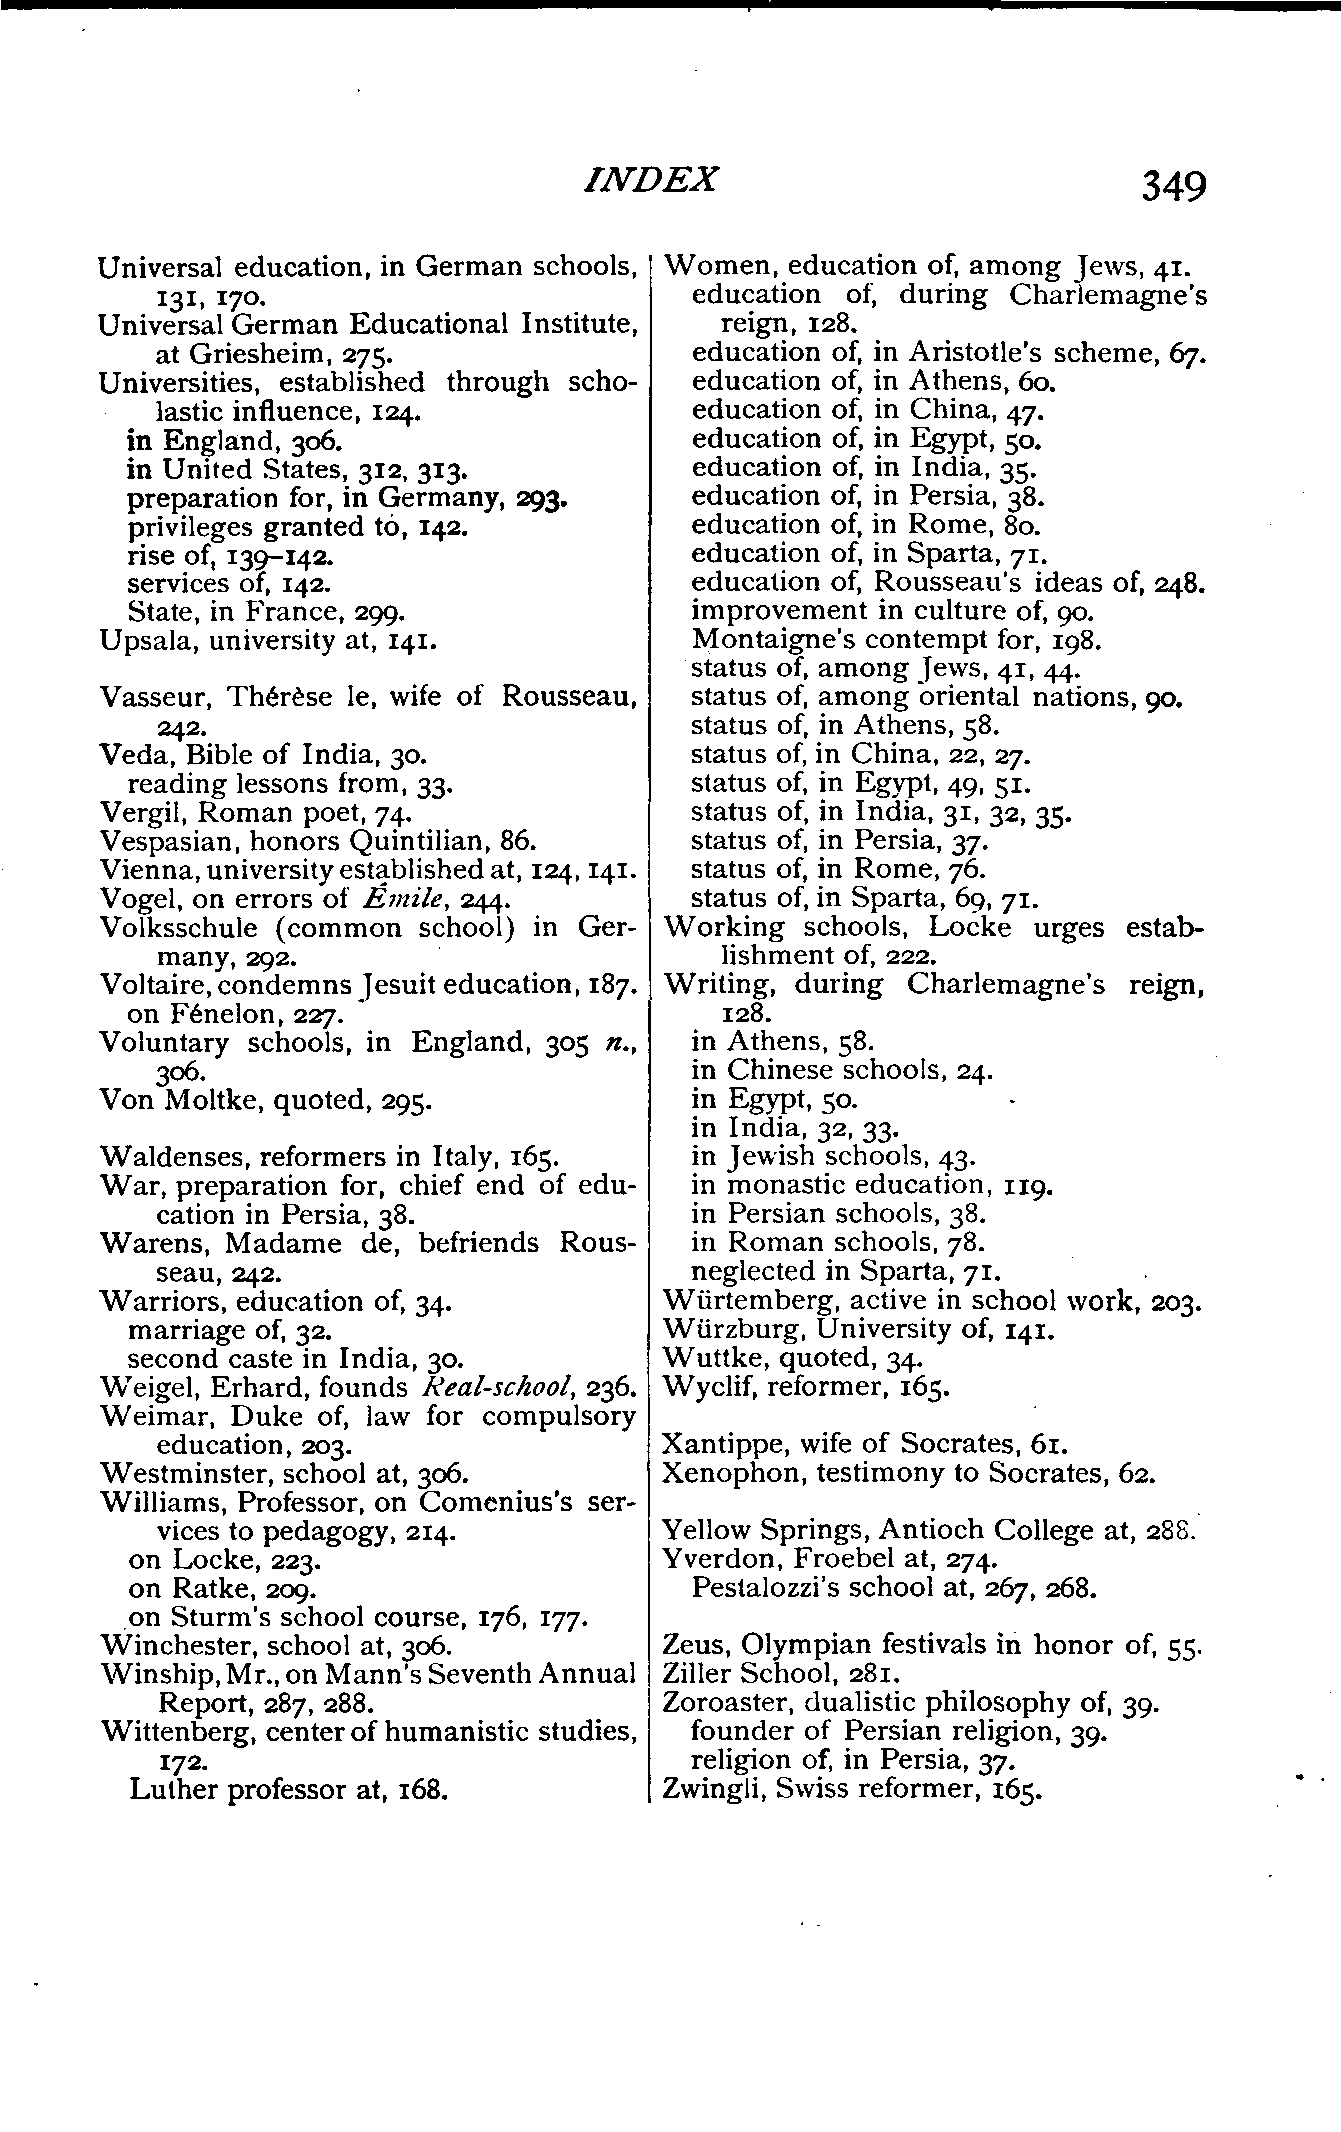 INDEX
349
Universal education, in German schools,
131, 170.
Universal German Educational Institute,
at Griesheim, 275.
Universities, established through scho-
lastic influence, 124.
in England, 306.
in United States, 312, 313.
preparation for, in Germany, 293.
privileges granted to, 142.
rise of, 139–142.
services of, 142.
State, in France, 299.
Upsala, university at, 141.
Vasseur, Thérèse le, wife of Rousseau,
242.
Veda, Bible of India, 30.
reading lessons from, 33.
Vergil, Roman poet, 74.
Vespasian, honors Quintilian, 86.
Vienna, university established at, 124, 141.
Vogel, on errors of Émile, 244.
Volksschule (common school) in Ger-
many, 292.
Voltaire, condemns Jesuit education, 187.
on Fénelon, 227.
Voluntary schools, in England, 305 n.,
306.
Von Moltke, quoted, 295.
Waldenses, reformers in Italy, 165.
War, preparation for, chief end of edu-
cation in Persia, 38.
Warens, Madame de, befriends Rous-
seau, 242.
Warriors, education of, 34.
marriage of, 32.
second caste in India, 30.
Weigel, Erhard, founds Real-school, 236.
Weimar, Duke of, law for compulsory
education, 203.
Westminster, school at, 306.
Williams, Professor, on Comenius's ser-
vices to pedagogy, 214.
on Locke, 223.
on Ratke, 209.
on Sturm's school course, 176, 177.
Winchester, school at, 306.
Winship, Mr., on Mann's Seventh Annual
Report, 287, 288.
Wittenberg, center of humanistic studies,
172.
Luther professor at, 168.
Women, education of, among Jews, 41.
education of, during Charlemagne's
reign, 128.
education of, in Aristotle's scheme, 67.
education of, in Athens, 60.
education of, in China, 47.
education of, in Egypt, 50.
education of, in India, 35.
education of, in Persia, 38.
education of, in Rome, 80.
education of, in Sparta, 71.
education of, Rousseau's ideas of, 248.
improvement in culture of, 90.
Montaigne's contempt for, 198.
status of, among Jews, 41, 44.
status of, among oriental nations, 90.
status of, in Athens, 58.
status of, in China, 22, 27.
status of, in Egypt, 49, 51.
status of, in India, 31, 32, 35.
status of, in Persia, 37.
status of, in Rome, 76.
status of, in Sparta, 69, 71.
Working schools, Locke urges estab-
lishment of, 222.
Writing, during Charlemagne's reign,
128.
in Athens, 58.
in Chinese schools, 24.
in Egypt, 50.
in India, 32, 33.
in Jewish schools, 43.
in monastic education, 119.
in Persian schools, 38.
in Roman schools, 78.
neglected in Sparta, 71.
Würtemberg, active in school work, 203.
Würzburg, University of, 141.
Wuttke, quoted, 34.
Wyclif, reformer, 165.
Xantippe, wife of Socrates, 61.
Xenophon, testimony to Socrates, 62.
Yellow Springs, Antioch College at, 288.
Yverdon, Froebel at, 274.
Pestalozzi's school at, 267, 268.
Zeus, Olympian festivals in honor of, 55.
Ziller School, 281.
Zoroaster, dualistic philosophy of, 39.
founder of Persian religion, 39.
religion of, in Persia, 37.
Zwingli, Swiss reformer, 165.